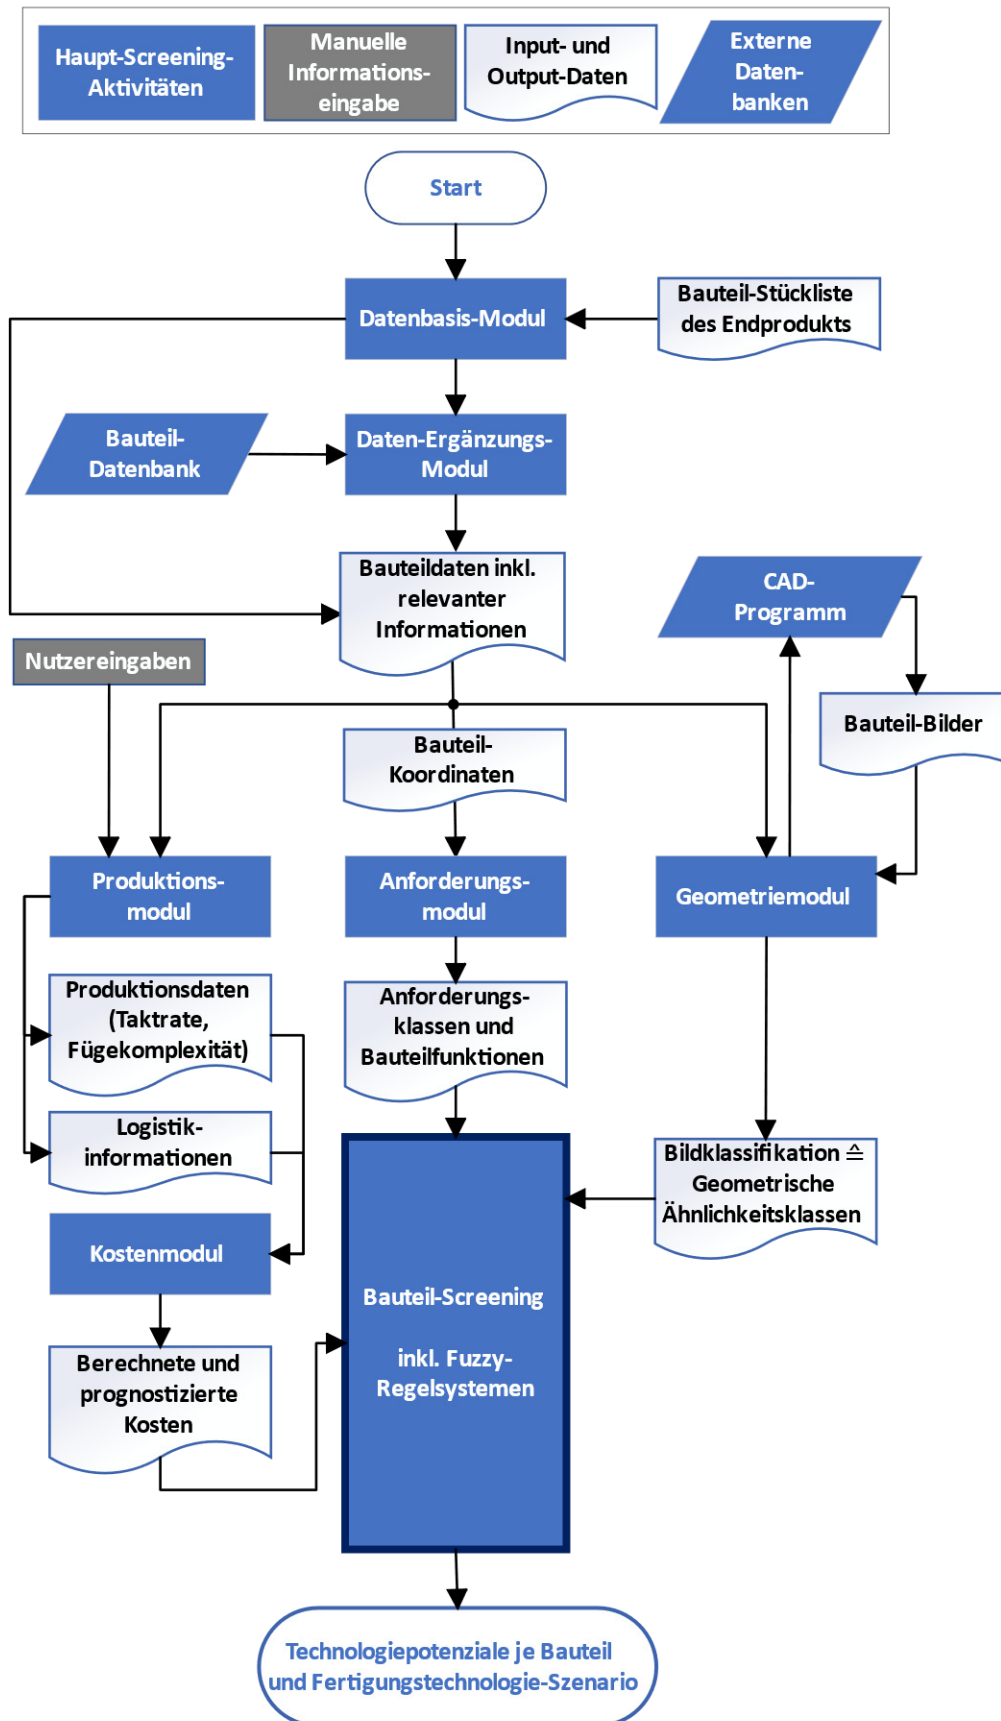 Haupt-Screening-
Aktivitäten
Manuelle
Informations-
eingabe
Input- und
Output-Daten
Externe
Daten-
banken
Start
Datenbasis-Modul
Bauteil-Stückliste
des Endprodukts
Bauteil-
Datenbank
Daten-Ergänzungs-
Modul
Bauteildaten inkl.
relevanter
Informationen
CAD-
Programm
Nutzereingaben
Bauteil-Bilder
Bauteil-
Koordinaten
Produktions-
modul
Anforderungs-
modul
Geometriemodul
Produktionsdaten
(Taktrate,
Fügekomplexität)
Anforderungs-
klassen und
Bauteilfunktionen
Logistik-
informationen
Bildklassifikation ≙
Geometrische
Ähnlichkeitsklassen
Kostenmodul
Bauteil-Screening
inkl. Fuzzy-
Regelsystemen
Berechnete und
prognostizierte
Kosten
Technologiepotenziale je Bauteil
und Fertigungstechnologie-Szenario